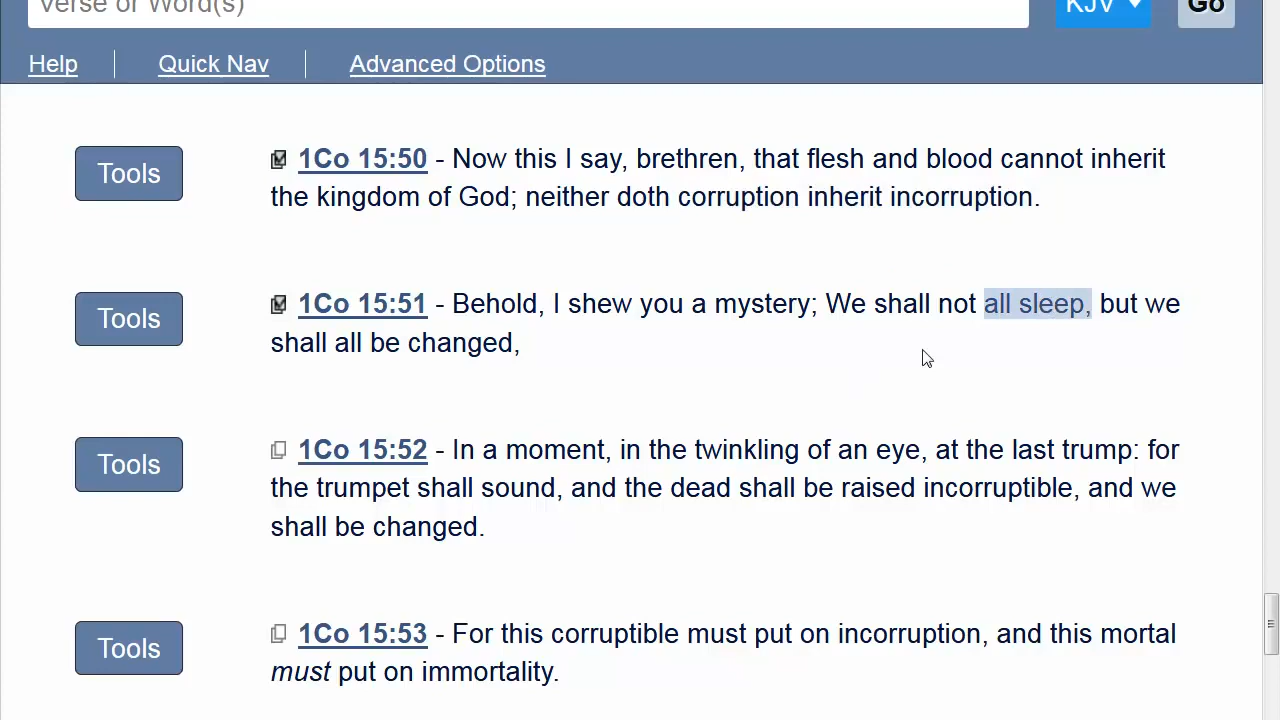 Verse or Word(s)
KJV
Go
Help
Quick Nav
Advanced Options
Tools
1Co 15:50 - Now this I say, brethren, that flesh and blood cannot inherit
the kingdom of God; neither doth corruption inherit incorruption.
Tools
1Co 15:51 - Behold, I shew you a mystery; We shall not all sleep, but we
shall all be changed,
Tools
1Co 15:52 - In a moment, in the twinkling of an eye, at the last trump: for
the trumpet shall sound, and the dead shall be raised incorruptible, and we
shall be changed.
Tools
1Co 15:53 - For this corruptible must put on incorruption, and this mortal
must put on immortality.